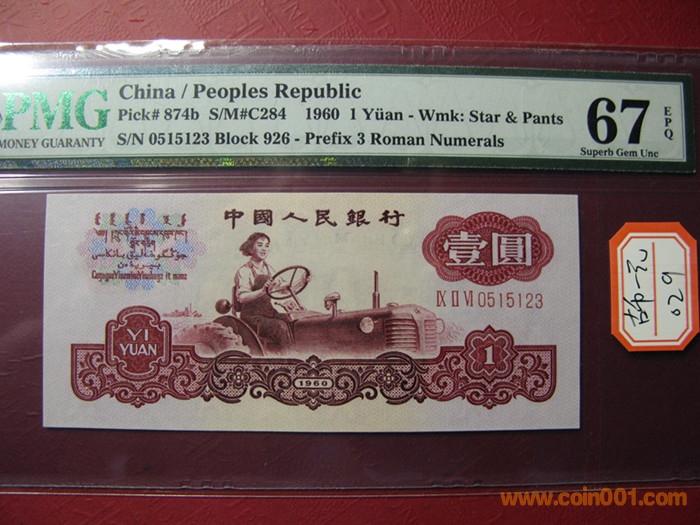 PMG
MONEY GUARANTY
China / Peoples Republic
Pick# 874b S/M#C284 1960 1 Yüan - Wmk: Star & Pants
S/N 0515123 Block 926 - Prefix 3 Roman Numerals
67
EPQ
Superb Gem Unc
中國人民銀行
壹圓
IX II VI 0515123
YI
YUAN
1960
1
029
www.coin001.com